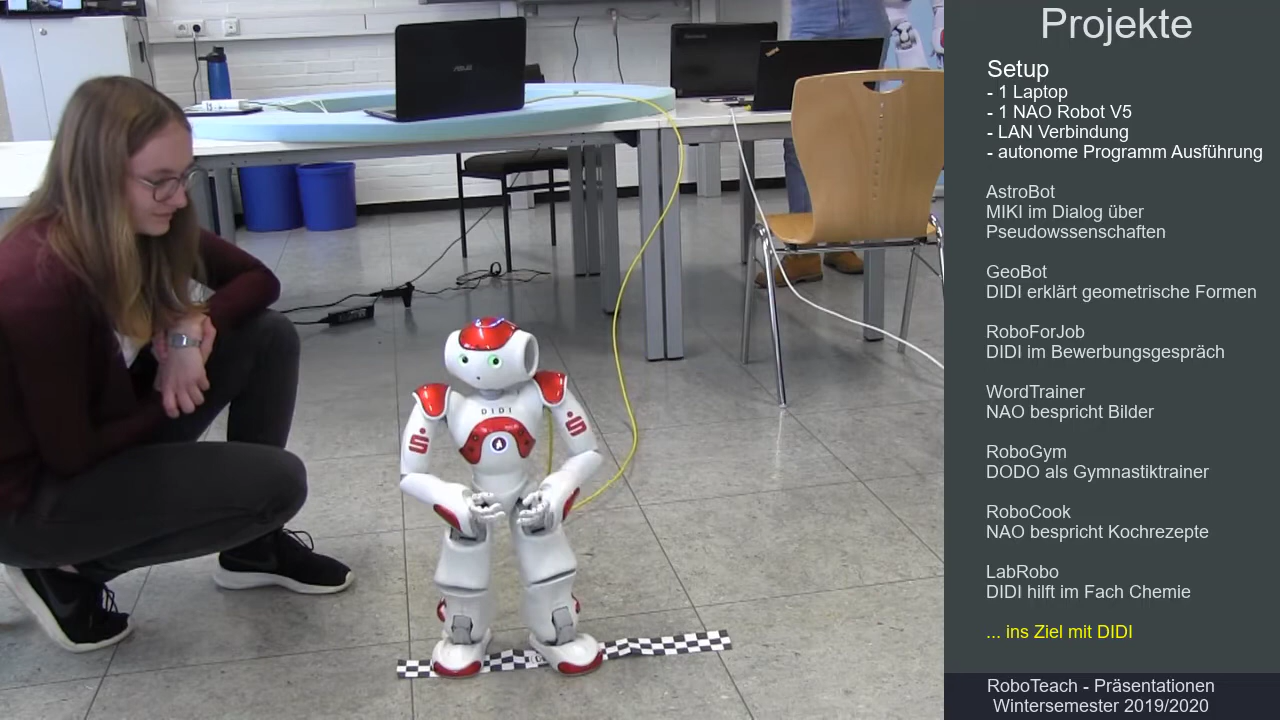 Projekte
Setup
- 1 Laptop
- 1 NAO Robot V5
- LAN Verbindung
- autonome Programm Ausführung
AstroBot
MIKI im Dialog über
Pseudowssenschaften
GeoBot
DIDI erklärt geometrische Formen
RoboForJob
DIDI im Bewerbungsgespräch
WordTrainer
NAO bespricht Bilder
RoboGym
DODO als Gymnastiktrainer
RoboCook
NAO bespricht Kochrezepte
LabRobo
DIDI hilft im Fach Chemie
... ins Ziel mit DIDI
RoboTeach - Präsentationen
Wintersemester 2019/2020
ASUS
DIDI